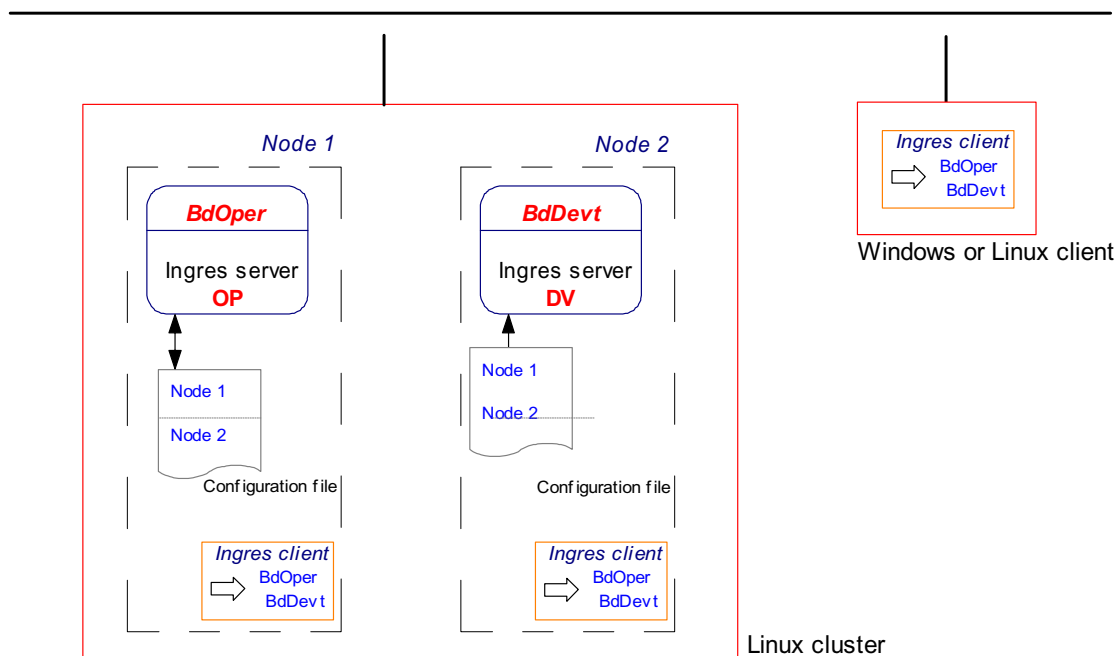 Node 1
BdOper
Ingres server
OP
Node 1
Node 2
Configuration file
Ingres client
BdOper
BdDevt
Node 2
BdDevt
Ingres server
DV
Node 1
Node 2
Configuration file
Ingres client
BdOper
BdDevt
Linux cluster
Ingres client
BdOper
BdDevt
Windows or Linux client